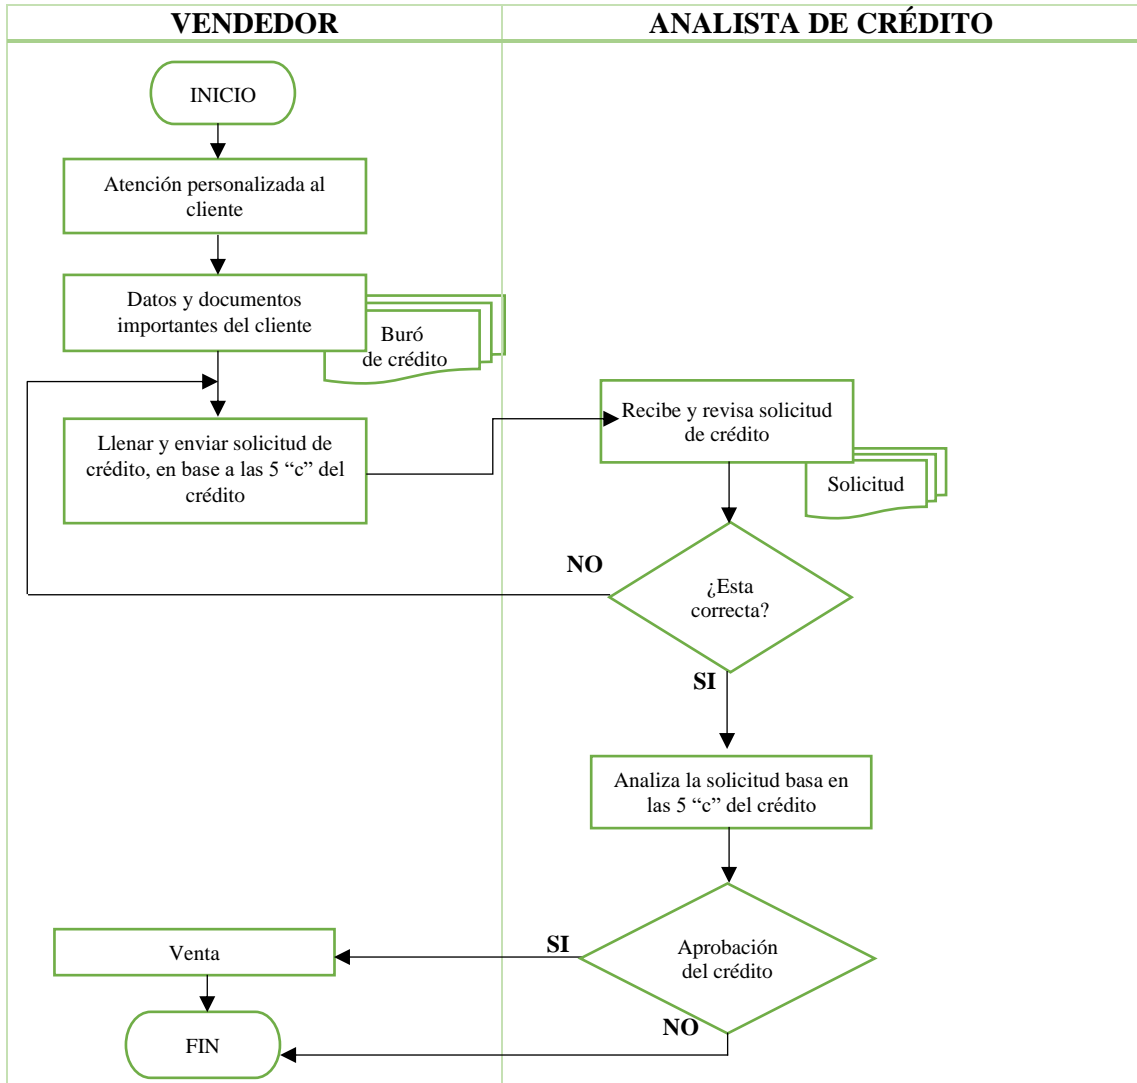 VENDEDOR
ANALISTA DE CRÉDITO
INICIO
Atención personalizada al
cliente
Datos y documentos
importantes del cliente
Buró
de crédito
Llenar y enviar solicitud de
crédito, en base a las 5 “c” del
crédito
Recibe y revisa solicitud
de crédito
Solicitud
NO
¿Esta
correcta?
SI
Analiza la solicitud basa en
las 5 “c” del crédito
Aprobación
del crédito
SI
Venta
NO
FIN